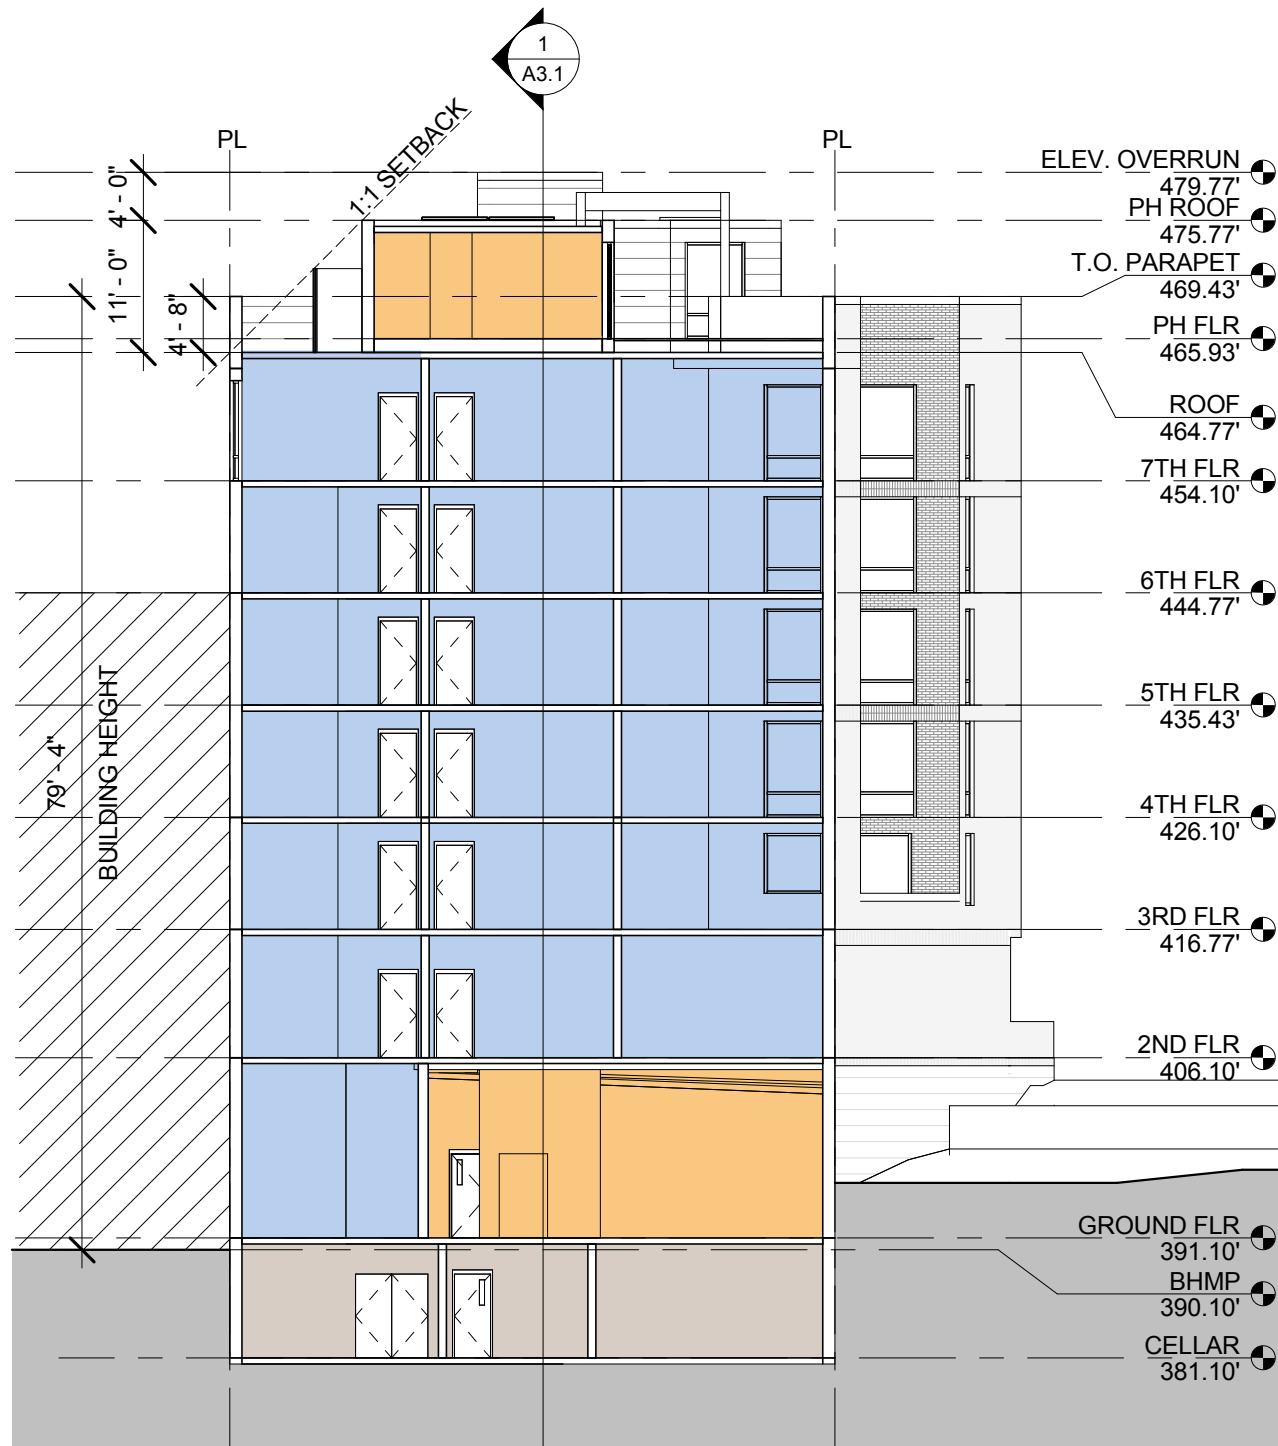 1
A3.1
1:1 SETBACK
PL
PL
4' - 0"
11' - 0"
4' - 8"
79' - 4"
BUILDING HEIGHT
ELEV. OVERRUN
479.77'
PH ROOF
475.77'
T.O. PARAPET
469.43'
PH FLR
465.93'
ROOF
464.77'
7TH FLR
454.10'
6TH FLR
444.77'
5TH FLR
435.43'
4TH FLR
426.10'
3RD FLR
416.77'
2ND FLR
406.10'
GROUND FLR
391.10'
BHMP
390.10'
CELLAR
381.10'